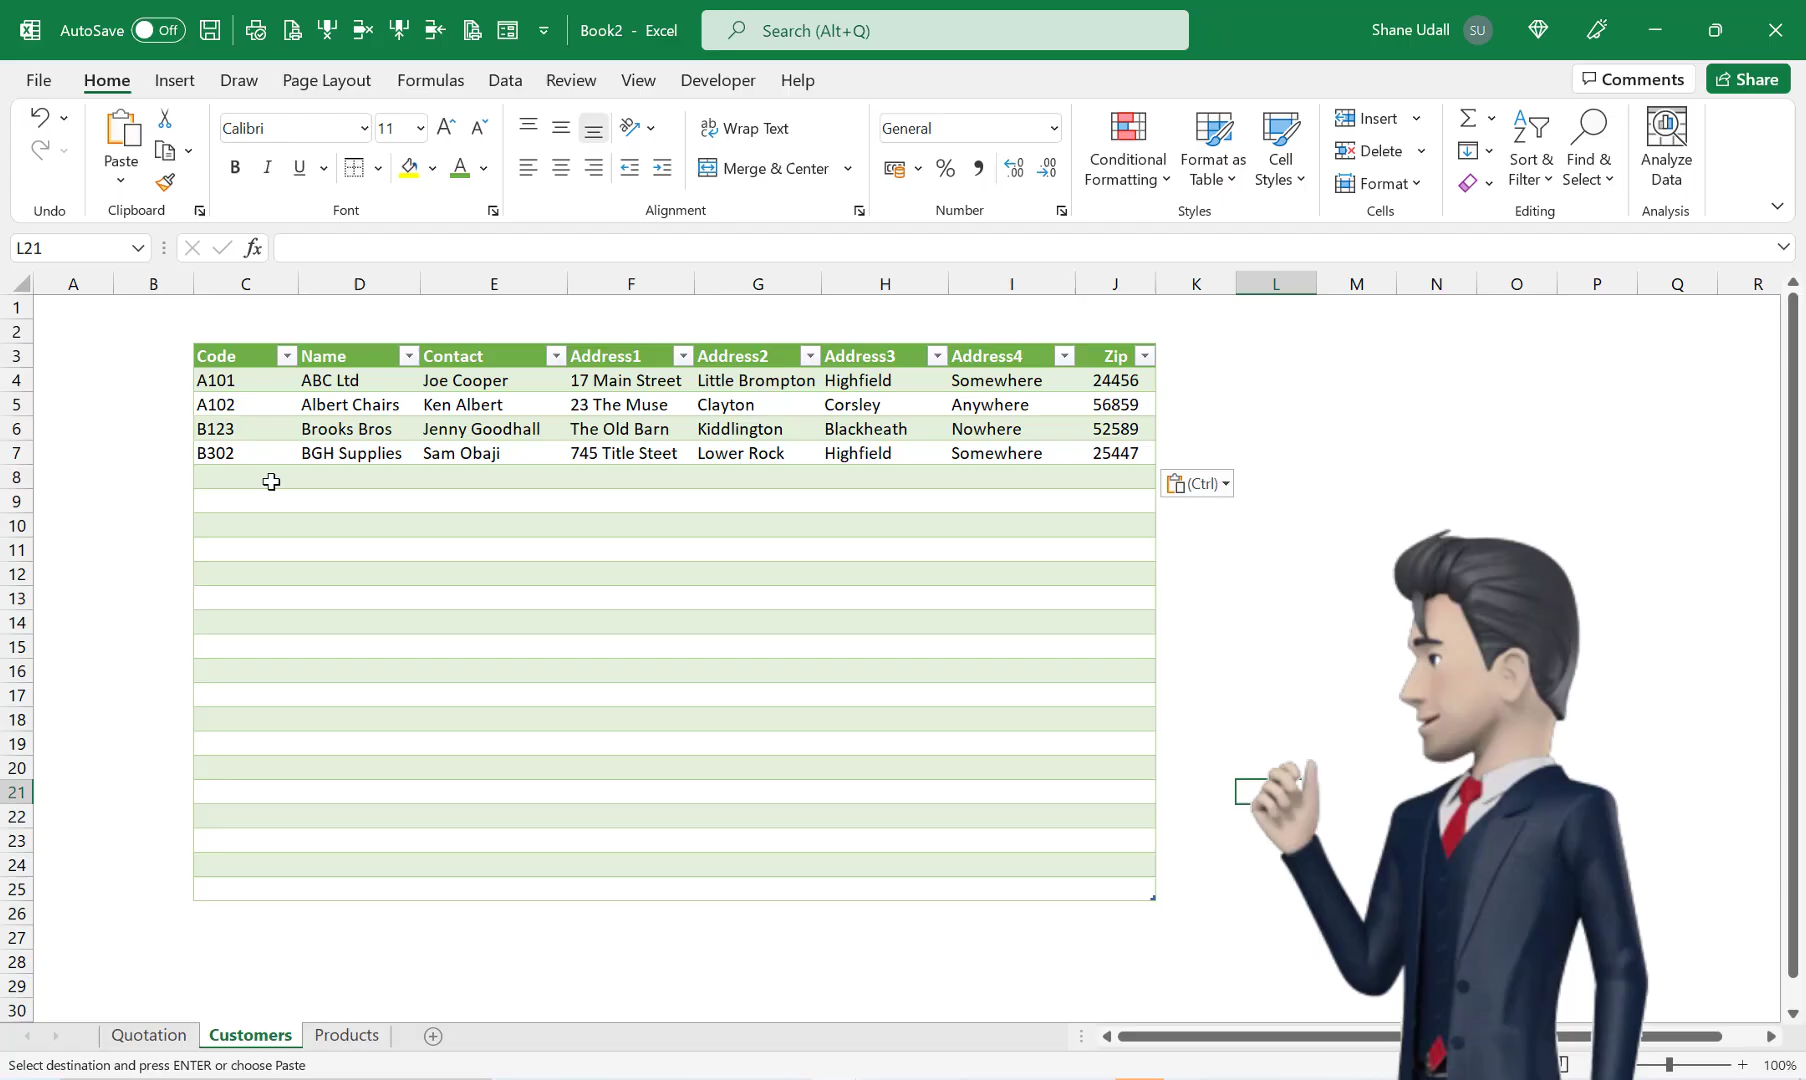 AutoSave Off Book2 - Excel Search (Alt+Q) Shane Udall SU
File Home Insert Draw Page Layout Formulas Data Review View Developer Help Comments Share
Calibri 11 Wrap Text General Insert
Paste Conditional Formatting Format as Table Cell Styles Delete Sort & Filter Find & Select Analyze Data
B I U Merge & Center % Format
Undo Clipboard Font Alignment Number Styles Cells Editing Analysis
L21 fx
A B C D E F G H I J K L M N O P Q R
1
2
3 Code Name Contact Address1 Address2 Address3 Address4 Zip
4 A101 ABC Ltd Joe Cooper 17 Main Street Little Brompton Highfield Somewhere 24456
5 A102 Albert Chairs Ken Albert 23 The Muse Clayton Corsley Anywhere 56859
6 B123 Brooks Bros Jenny Goodhall The Old Barn Kiddlington Blackheath Nowhere 52589
7 B302 BGH Supplies Sam Obaji 745 Title Steet Lower Rock Highfield Somewhere 25447
8 (Ctrl)
9
10
11
12
13
14
15
16
17
18
19
20
21
22
23
24
25
26
27
28
29
30
Quotation Customers Products
Select destination and press ENTER or choose Paste 100%